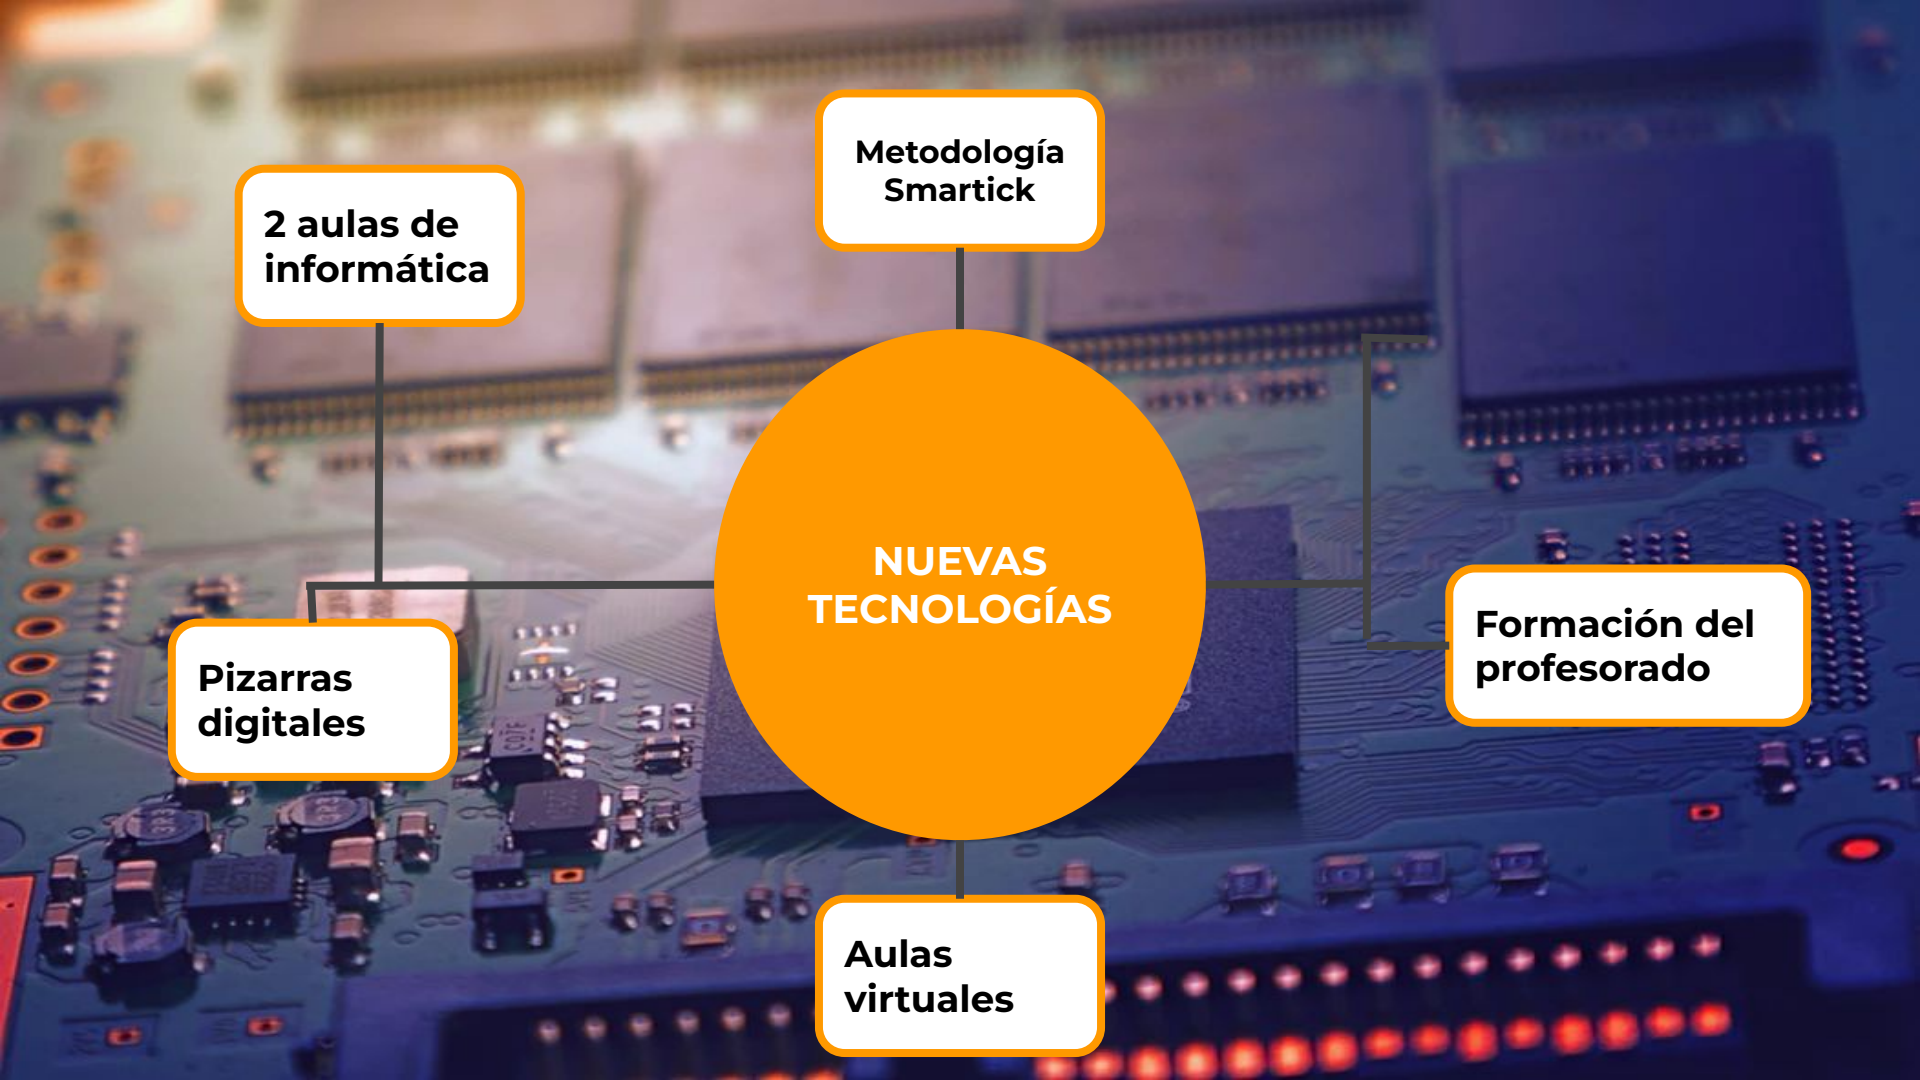 Metodología
Smartick
2 aulas de
informática
NUEVAS
TECNOLOGÍAS
Formación del
profesorado
Pizarras
digitales
Aulas
virtuales